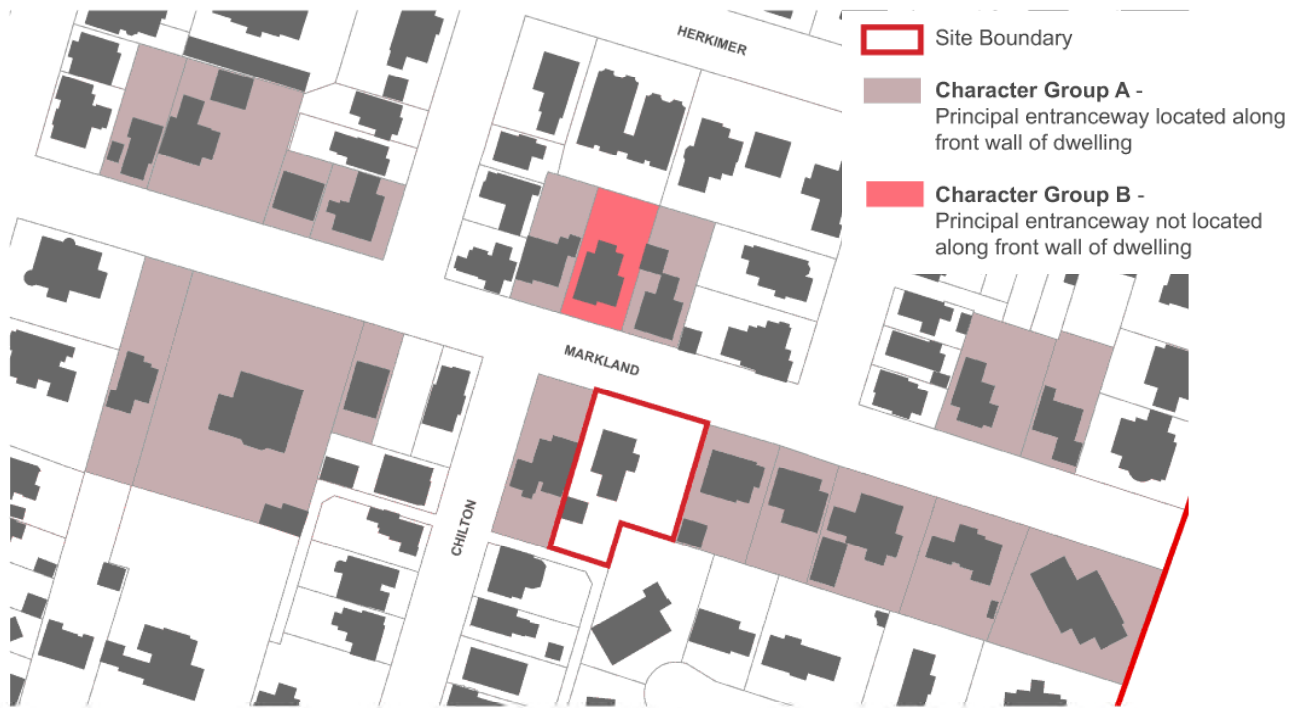 HERKIMER
Site Boundary
Character Group A -
Principal entranceway located along
front wall of dwelling
Character Group B -
Principal entranceway not located
along front wall of dwelling
MARKLAND
CHILTON